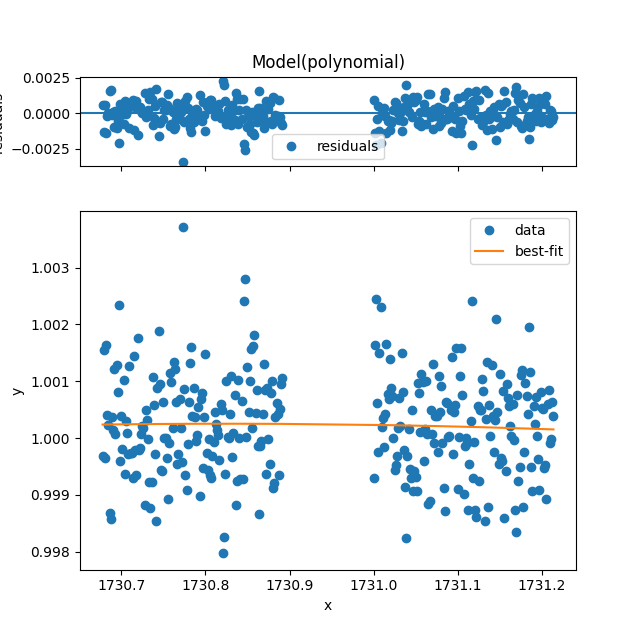 Model(polynomial)
0.0025
0.0000
−0.0025
residuals
residuals
1.003
1.002
1.001
1.000
0.999
0.998
y
data
best-fit
1730.7
1730.8
1730.9
1731.0
1731.1
1731.2
x